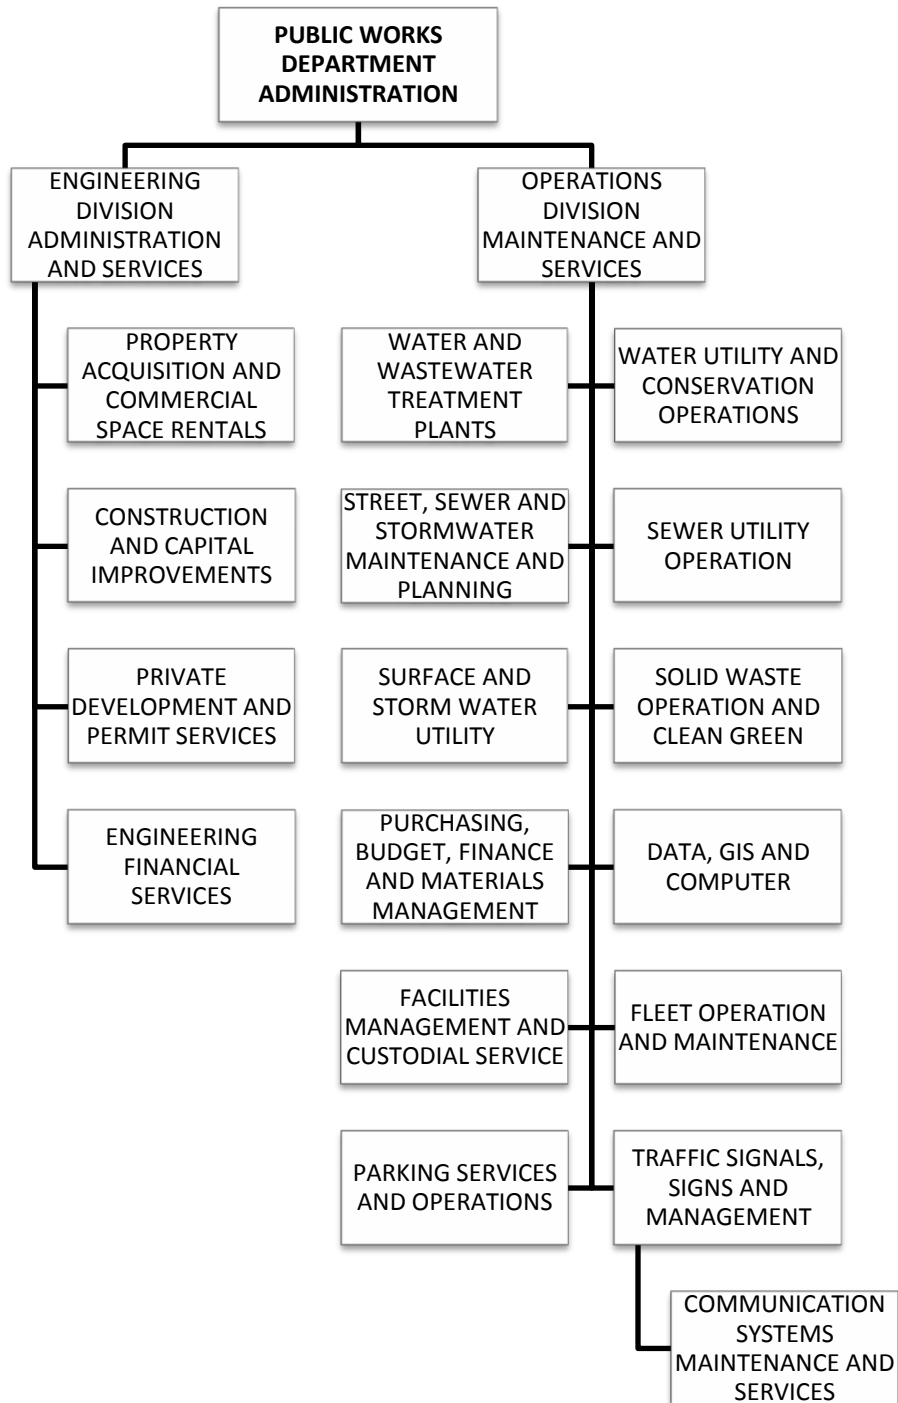 PUBLIC WORKS
DEPARTMENT
ADMINISTRATION
ENGINEERING
DIVISION
ADMINISTRATION
AND SERVICES
OPERATIONS
DIVISION
MAINTENANCE AND
SERVICES
PROPERTY
ACQUISITION AND
COMMERCIAL
SPACE RENTALS
WATER AND
WASTEWATER
TREATMENT
PLANTS
WATER UTILITY AND
CONSERVATION
OPERATIONS
CONSTRUCTION
AND CAPITAL
IMPROVEMENTS
STREET, SEWER AND
STORMWATER
MAINTENANCE AND
PLANNING
SEWER UTILITY
OPERATION
PRIVATE
DEVELOPMENT AND
PERMIT SERVICES
SURFACE AND
STORM WATER
UTILITY
SOLID WASTE
OPERATION AND
CLEAN GREEN
ENGINEERING
FINANCIAL
SERVICES
PURCHASING,
BUDGET, FINANCE
AND MATERIALS
MANAGEMENT
DATA, GIS AND
COMPUTER
FACILITIES
MANAGEMENT AND
CUSTODIAL SERVICE
FLEET OPERATION
AND MAINTENANCE
PARKING SERVICES
AND OPERATIONS
TRAFFIC SIGNALS,
SIGNS AND
MANAGEMENT
COMMUNICATION
SYSTEMS
MAINTENANCE AND
SERVICES